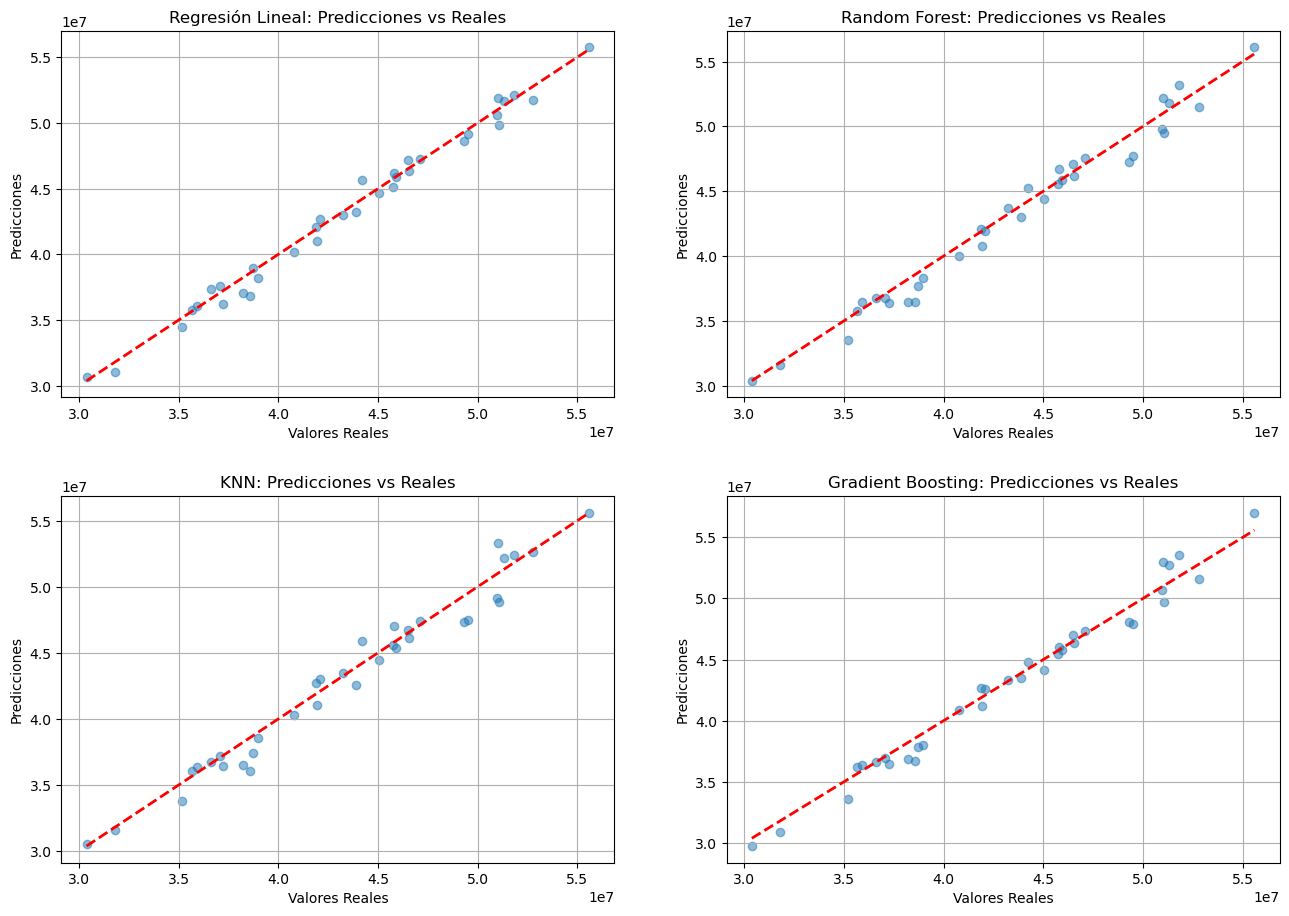 Regresión Lineal: Predicciones vs Reales
1e7
5.5
5.0
4.5
4.0
3.5
3.0
Predicciones
3.0 3.5 4.0 4.5 5.0 5.5
1e7
Valores Reales
Random Forest: Predicciones vs Reales
1e7
5.5
5.0
4.5
4.0
3.5
3.0
Predicciones
3.0 3.5 4.0 4.5 5.0 5.5
1e7
Valores Reales
KNN: Predicciones vs Reales
1e7
5.5
5.0
4.5
4.0
3.5
3.0
Predicciones
3.0 3.5 4.0 4.5 5.0 5.5
1e7
Valores Reales
Gradient Boosting: Predicciones vs Reales
1e7
5.5
5.0
4.5
4.0
3.5
3.0
Predicciones
3.0 3.5 4.0 4.5 5.0 5.5
1e7
Valores Reales